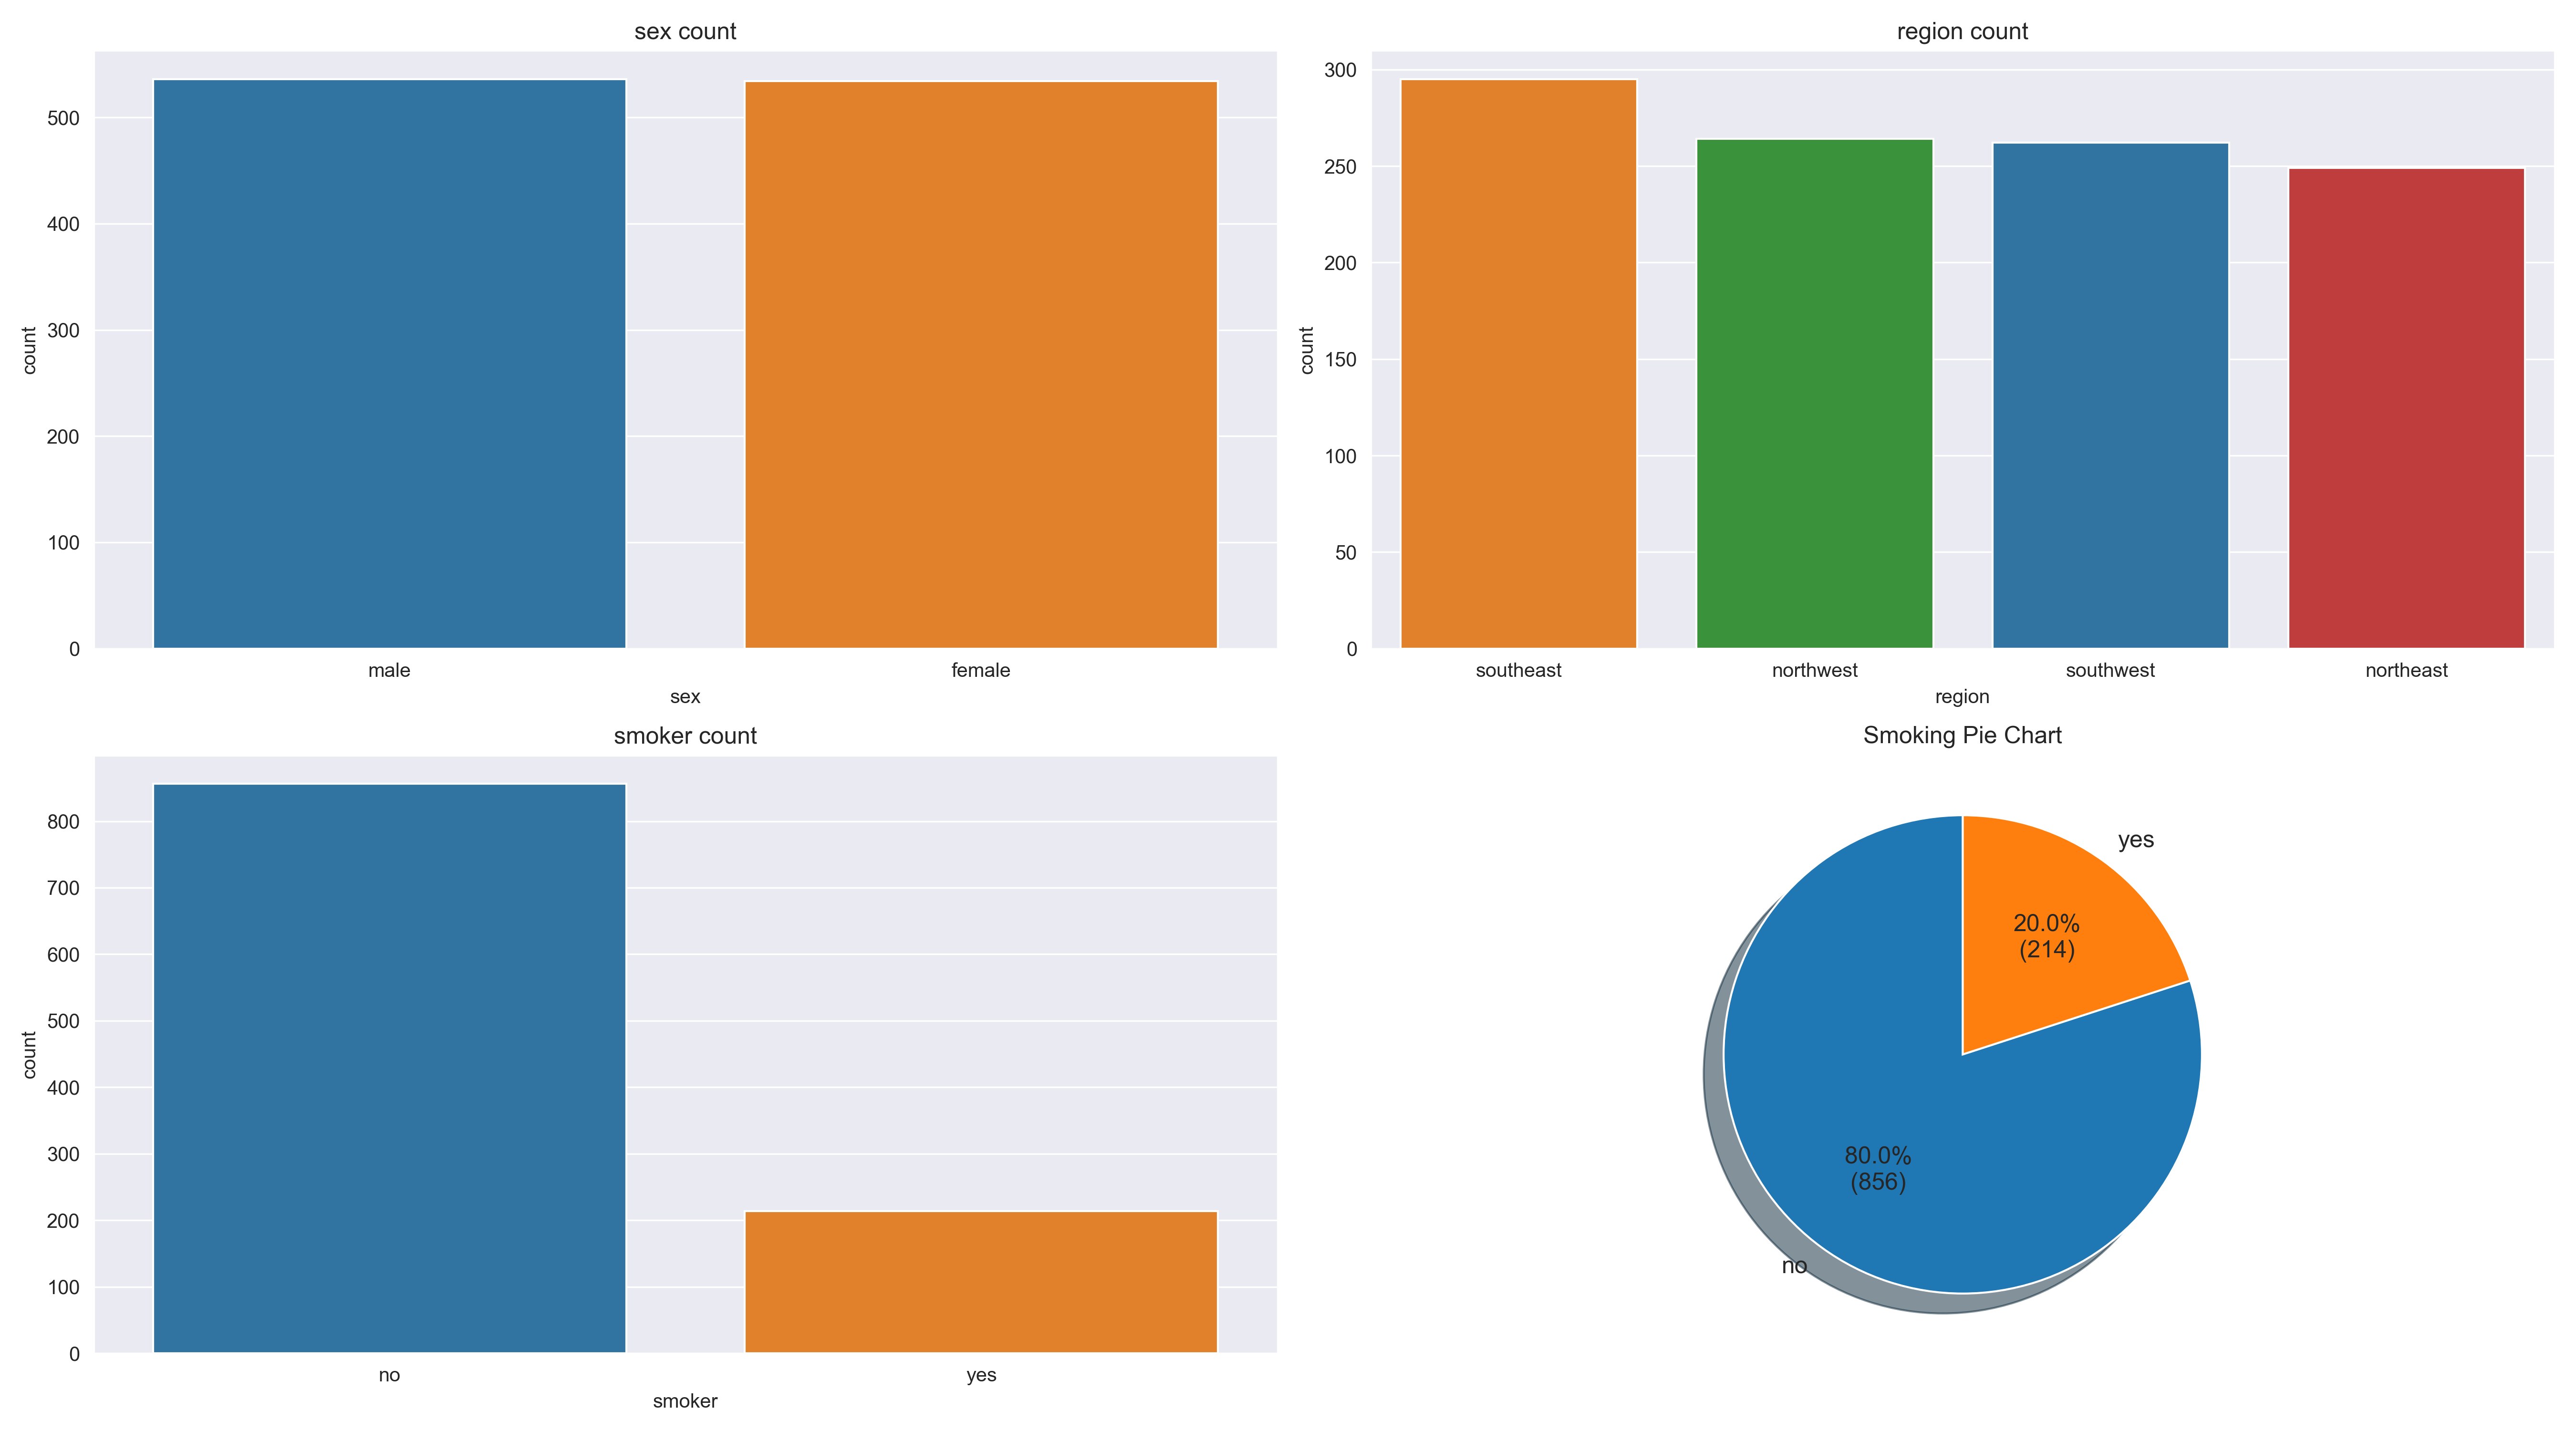 sex count
500
400
300
200
100
0
count
male
female
sex
region count
300
250
200
150
100
50
0
count
southeast
northwest
southwest
northeast
region
smoker count
800
700
600
500
400
300
200
100
0
count
no
yes
smoker
Smoking Pie Chart
yes
20.0%
(214)
80.0%
(856)
no